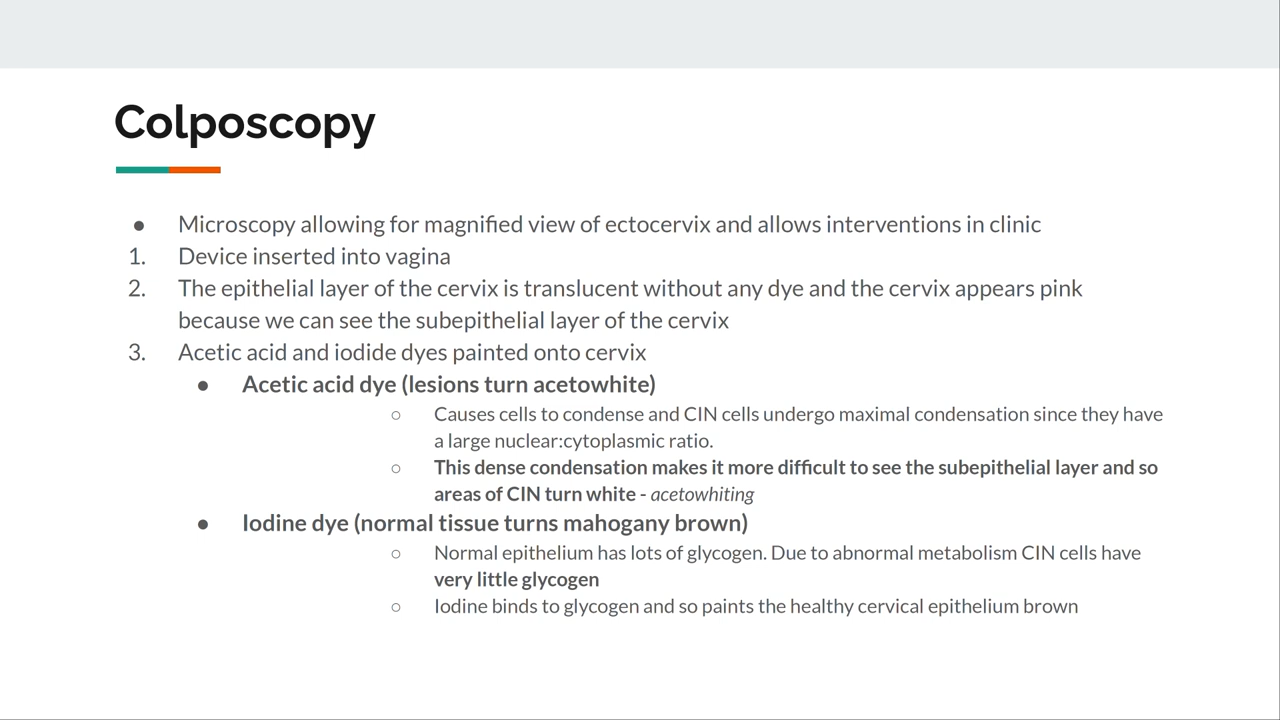 Colposcopy
● Microscopy allowing for magnified view of ectocervix and allows interventions in clinic
1. Device inserted into vagina
2. The epithelial layer of the cervix is translucent without any dye and the cervix appears pink
because we can see the subepithelial layer of the cervix
3. Acetic acid and iodide dyes painted onto cervix
● Acetic acid dye (lesions turn acetowhite)
○ Causes cells to condense and CIN cells undergo maximal condensation since they have
a large nuclear:cytoplasmic ratio.
○ This dense condensation makes it more difficult to see the subepithelial layer and so
areas of CIN turn white - acetowhiting
● Iodine dye (normal tissue turns mahogany brown)
○ Normal epithelium has lots of glycogen. Due to abnormal metabolism CIN cells have
very little glycogen
○ Iodine binds to glycogen and so paints the healthy cervical epithelium brown